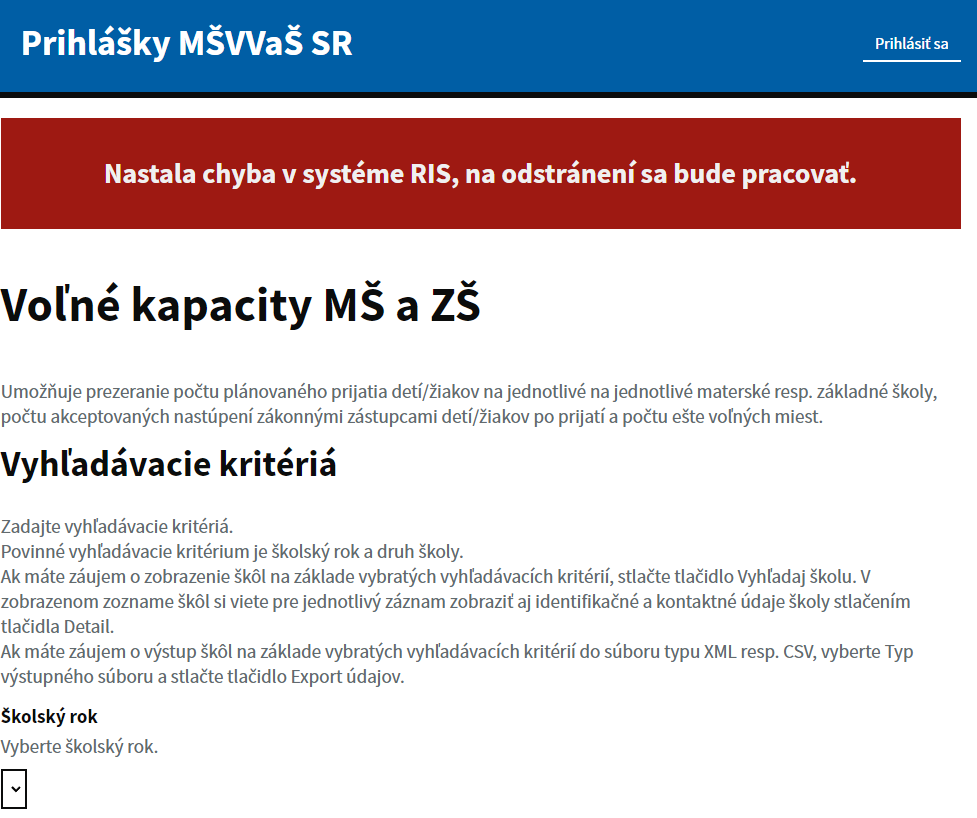 Prihlášky MŠVVaŠ SR
Prihlásiť sa
Nastala chyba v systéme RIS, na odstránení sa bude pracovať.
Voľné kapacity MŠ a ZŠ
Umožňuje prezeranie počtu plánovaného prijatia detí/žiakov na jednotlivé na jednotlivé materské resp. základné školy,
počtu akceptovaných nastúpení zákonnými zástupcami detí/žiakov po prijatí a počtu ešte voľných miest.
Vyhľadávacie kritériá
Zadajte vyhľadávacie kritériá.
Povinné vyhľadávacie kritérium je školský rok a druh školy.
Ak máte záujem o zobrazenie škôl na základe vybratých vyhľadávacích kritérií, stlačte tlačidlo Vyhľadaj školu. V
zobrazenom zozname škôl si viete pre jednotlivý záznam zobraziť aj identifikačné a kontaktné údaje školy stlačením
tlačidla Detail.
Ak máte záujem o výstup škôl na základe vybratých vyhľadávacích kritérií do súboru typu XML resp. CSV, vyberte Typ
výstupného súboru a stlačte tlačidlo Export údajov.
Školský rok
Vyberte školský rok.